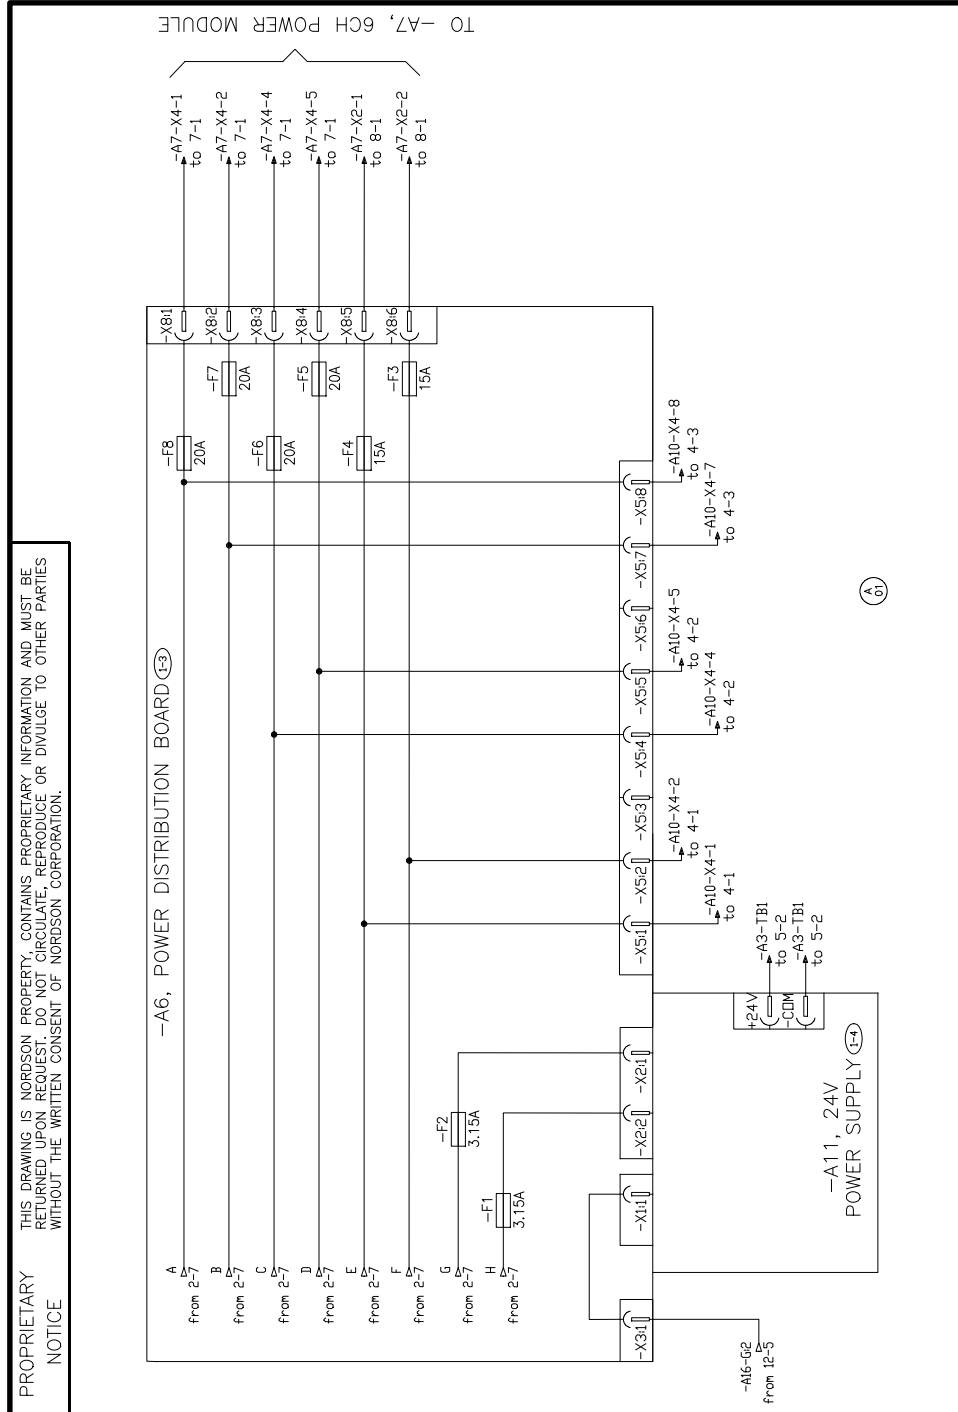 TO -A7, 6CH POWER MODULE
-A7-X4-1
to 7-1
-A7-X4-2
to 7-1
-A7-X4-4
to 7-1
-A7-X4-5
to 7-1
-A7-X2-1
to 8-1
-A7-X2-2
to 8-1
-X8:1
-X8:2
-X8:3
-X8:4
-X8:5
-X8:6
-F7
20A
-F5
20A
-F3
15A
-F8
20A
-F6
20A
-F4
15A
-A6, POWER DISTRIBUTION BOARD 1-3
-X5:8
-A10-X4-8
to 4-3
-X5:7
-A10-X4-7
to 4-3
-X5:6
-X5:5
-A10-X4-5
to 4-2
-X5:4
-A10-X4-4
to 4-2
-X5:3
-X5:2
-A10-X4-2
to 4-1
-X5:1
-A10-X4-1
to 4-1
A
01
+24V
-A3-TB1
to 5-2
-COM
-A3-TB1
to 5-2
-A11, 24V
POWER SUPPLY 1-4
-X2:1
-X2:2
-X1:1
-X3:1
-F2
3.15A
-F1
3.15A
A
from 2-7
B
from 2-7
C
from 2-7
D
from 2-7
E
from 2-7
F
from 2-7
G
from 2-7
H
from 2-7
-A16-G:2
from 12-5
PROPRIETARY
NOTICE
THIS DRAWING IS NORDSON PROPERTY, CONTAINS PROPRIETARY INFORMATION AND MUST BE
RETURNED UPON REQUEST. DO NOT CIRCULATE, REPRODUCE OR DIVULGE TO OTHER PARTIES
WITHOUT THE WRITTEN CONSENT OF NORDSON CORPORATION.